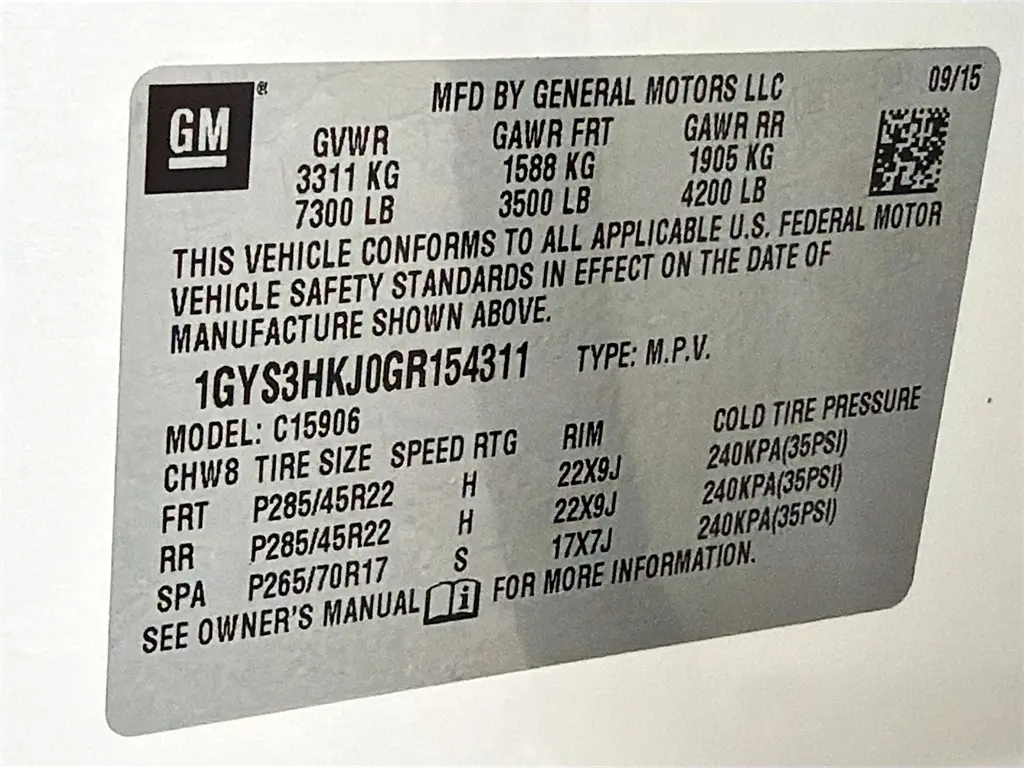 GM ®
MFD BY GENERAL MOTORS LLC 09/15
GVWR GAWR FRT GAWR RR
3311 KG 1588 KG 1905 KG
7300 LB 3500 LB 4200 LB
THIS VEHICLE CONFORMS TO ALL APPLICABLE U.S. FEDERAL MOTOR
VEHICLE SAFETY STANDARDS IN EFFECT ON THE DATE OF
MANUFACTURE SHOWN ABOVE.
1GYS3HKJ0GR154311 TYPE: M.P.V.
MODEL: C15906
CHW8 TIRE SIZE SPEED RTG RIM COLD TIRE PRESSURE
FRT P285/45R22 H 22X9J 240KPA(35PSI)
RR P285/45R22 H 22X9J 240KPA(35PSI)
SPA P265/70R17 S 17X7J 240KPA(35PSI)
SEE OWNER'S MANUAL i FOR MORE INFORMATION.